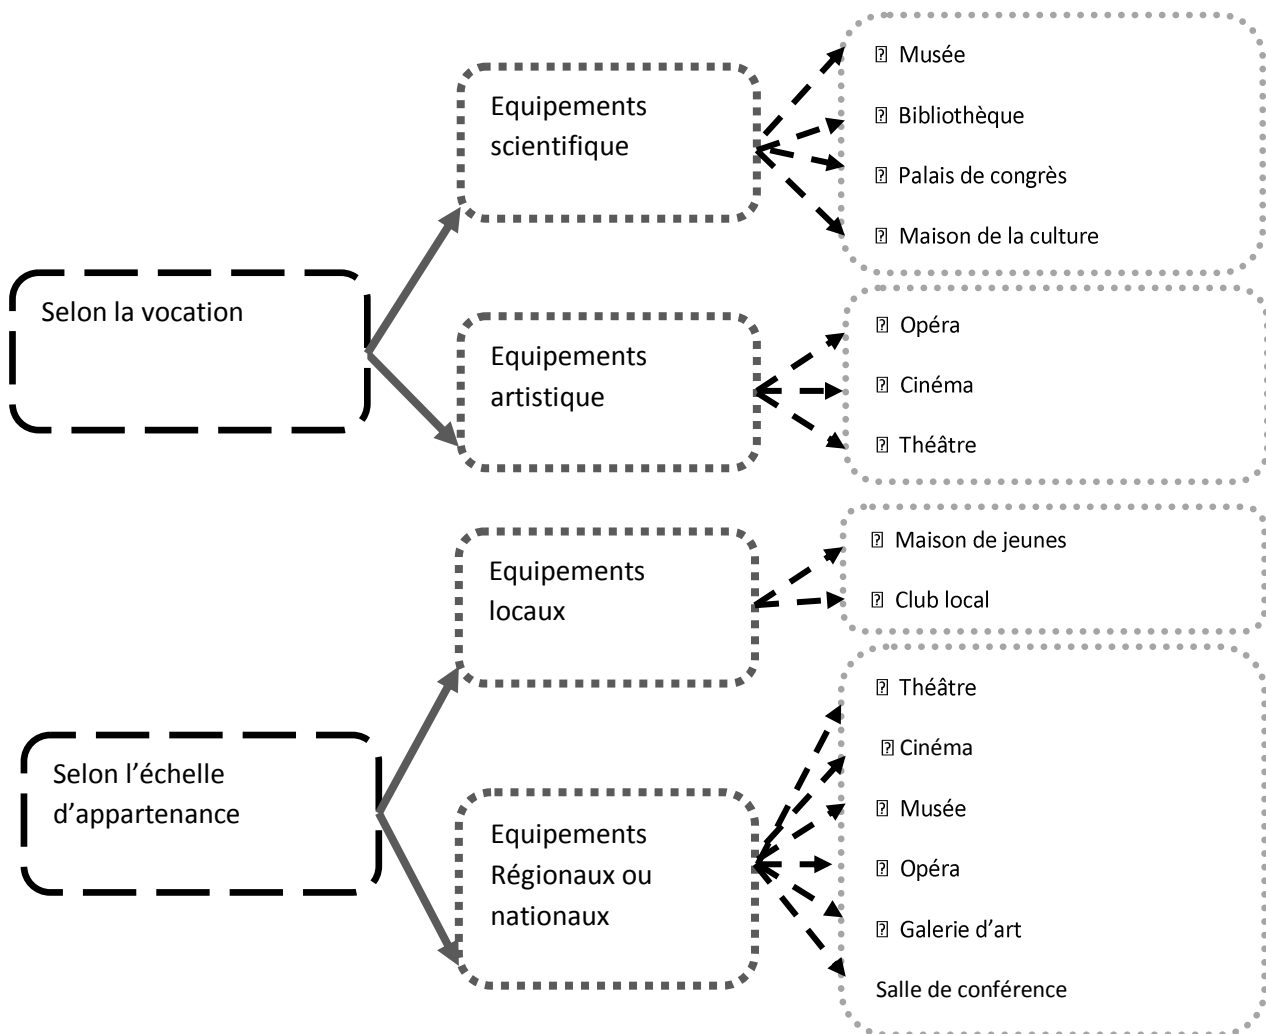 Selon la vocation
Equipements
scientifique
⍰ Musée
⍰ Bibliothèque
⍰ Palais de congrès
⍰ Maison de la culture
Equipements
artistique
⍰ Opéra
⍰ Cinéma
⍰ Théâtre
Selon l’échelle
d’appartenance
Equipements
locaux
⍰ Maison de jeunes
⍰ Club local
Equipements
Régionaux ou
nationaux
⍰ Théâtre
⍰ Cinéma
⍰ Musée
⍰ Opéra
⍰ Galerie d’art
Salle de conférence